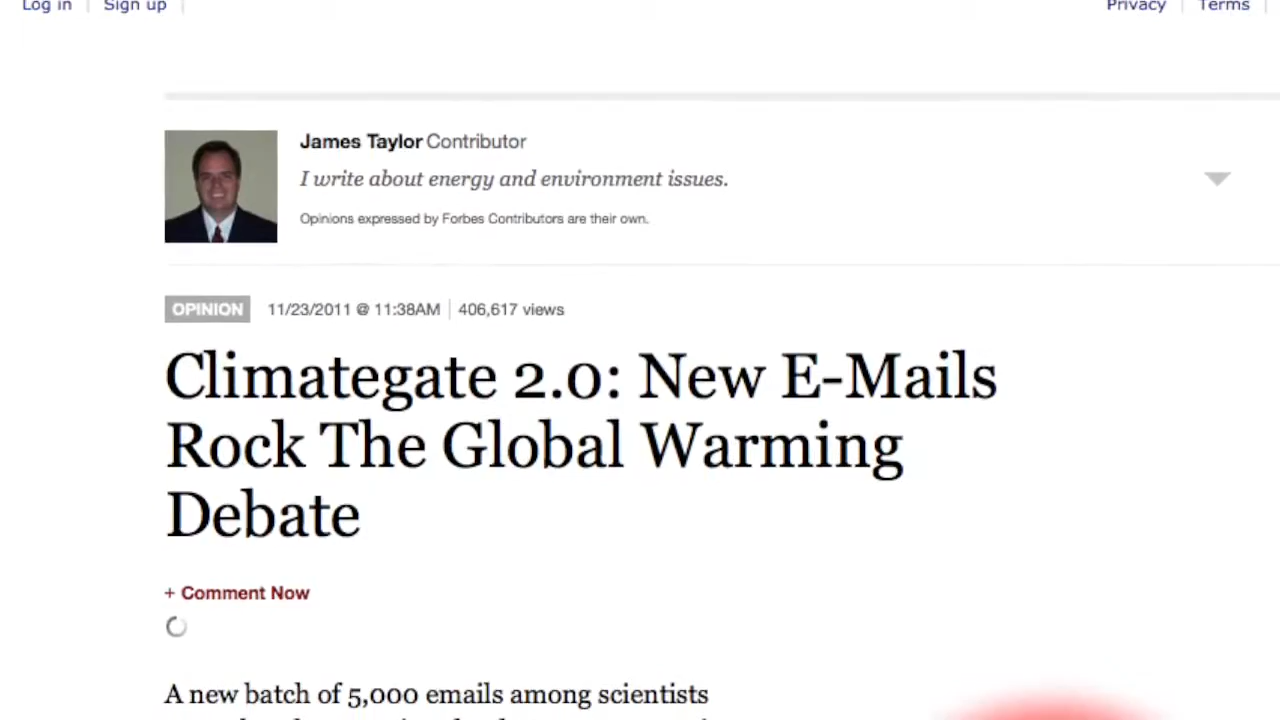 Log in | Sign up | Privacy | Terms |
James Taylor Contributor
I write about energy and environment issues.
Opinions expressed by Forbes Contributors are their own.
OPINION 11/23/2011 @ 11:38AM | 406,617 views
Climategate 2.0: New E-Mails
Rock The Global Warming
Debate
+ Comment Now
A new batch of 5,000 emails among scientists